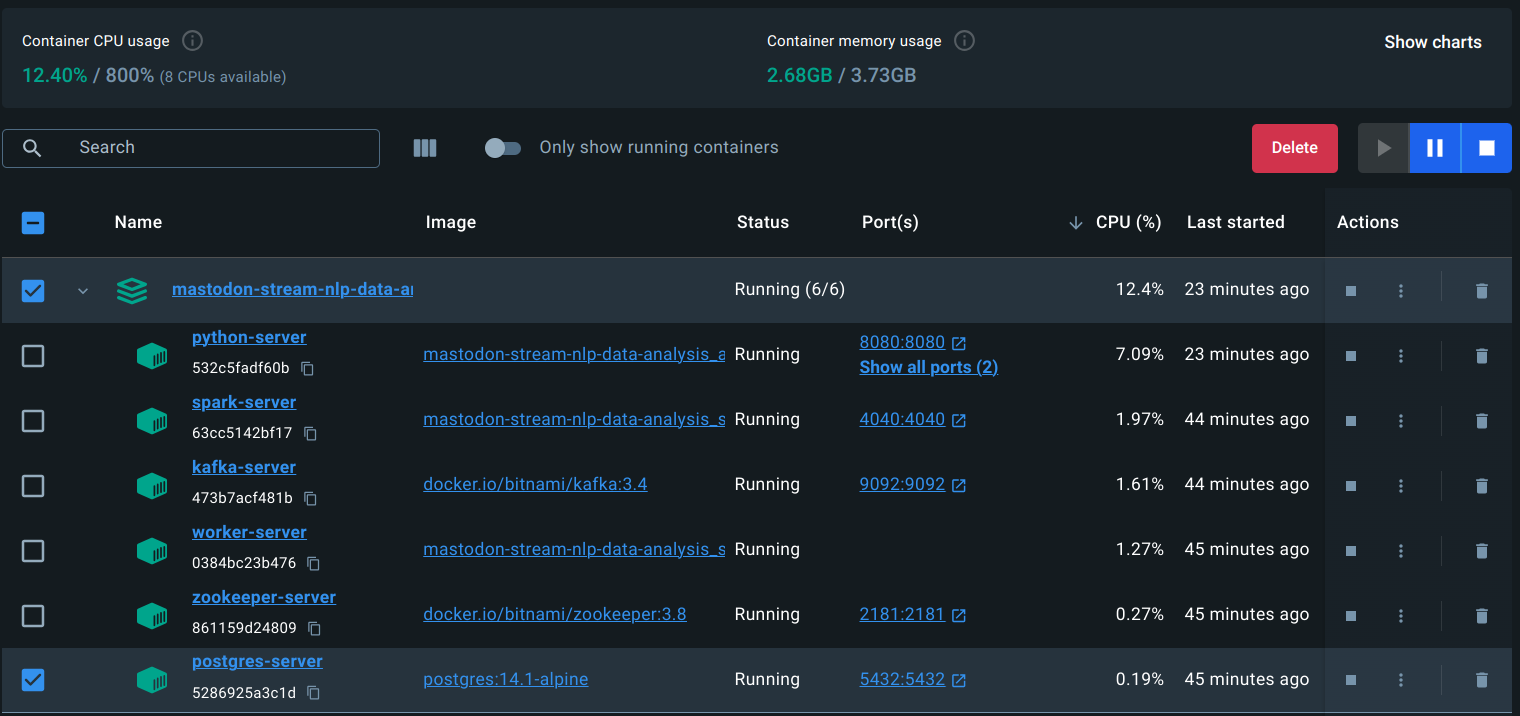 Container CPU usage
12.40% / 800% (8 CPUs available)
Container memory usage
2.68GB / 3.73GB
Show charts
Search
Only show running containers
Delete
Name Image Status Port(s) CPU (%) Last started Actions
mastodon-stream-nlp-data-a Running (6/6) 12.4% 23 minutes ago
python-server
532c5fadf60b
mastodon-stream-nlp-data-analysis_a Running 8080:8080
Show all ports (2)
7.09% 23 minutes ago
spark-server
63cc5142bf17
mastodon-stream-nlp-data-analysis_s Running 4040:4040 1.97% 44 minutes ago
kafka-server
473b7acf481b
docker.io/bitnami/kafka:3.4 Running 9092:9092 1.61% 44 minutes ago
worker-server
0384bc23b476
mastodon-stream-nlp-data-analysis_s Running 1.27% 45 minutes ago
zookeeper-server
861159d24809
docker.io/bitnami/zookeeper:3.8 Running 2181:2181 0.27% 45 minutes ago
postgres-server
5286925a3c1d
postgres:14.1-alpine Running 5432:5432 0.19% 45 minutes ago